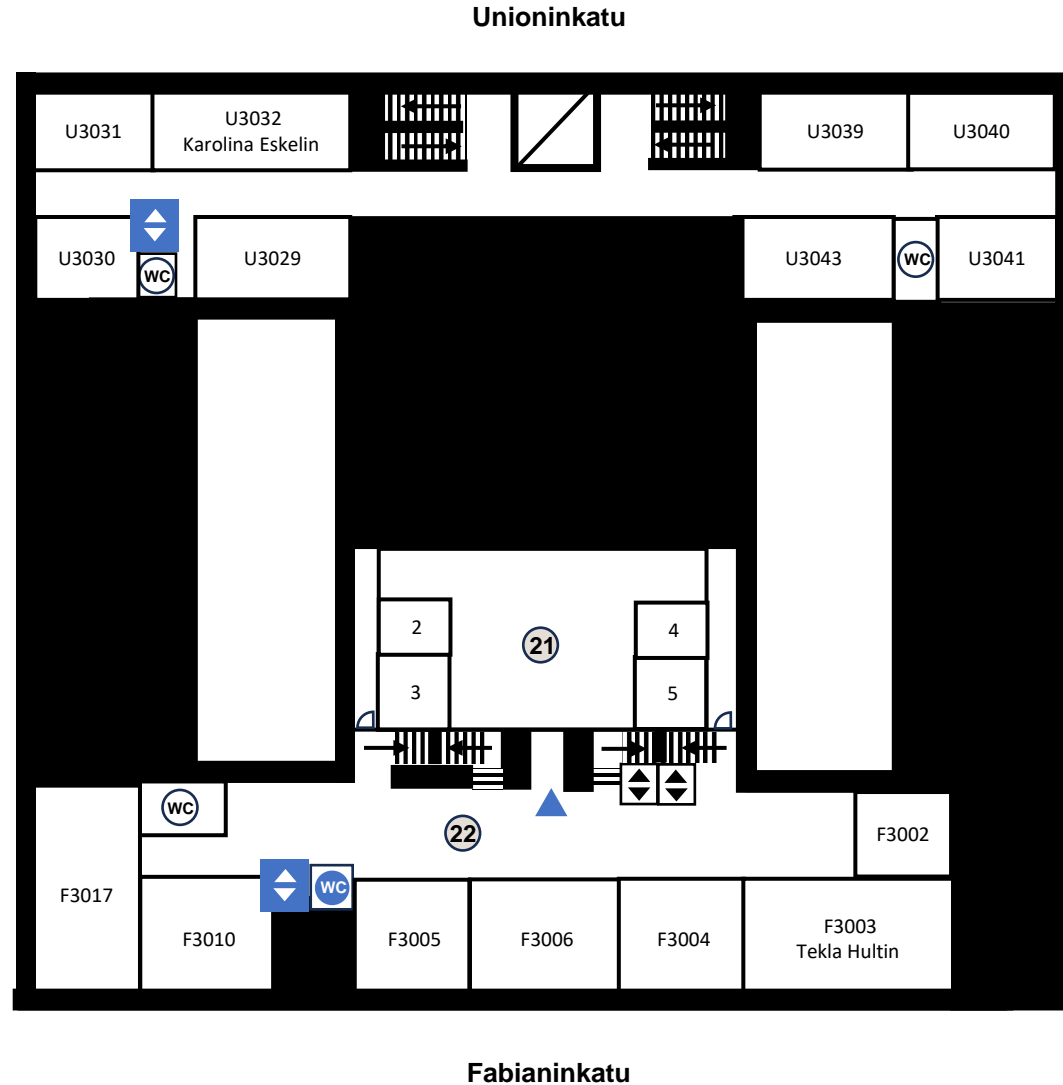 Unioninkatu
U3031
U3032
Karolina Eskelin
U3039
U3040
U3030
WC
U3029
U3043
WC
U3041
2
4
21
3
5
WC
22
F3002
F3017
WC
F3010
F3005
F3006
F3004
F3003
Tekla Hultin
Fabianinkatu